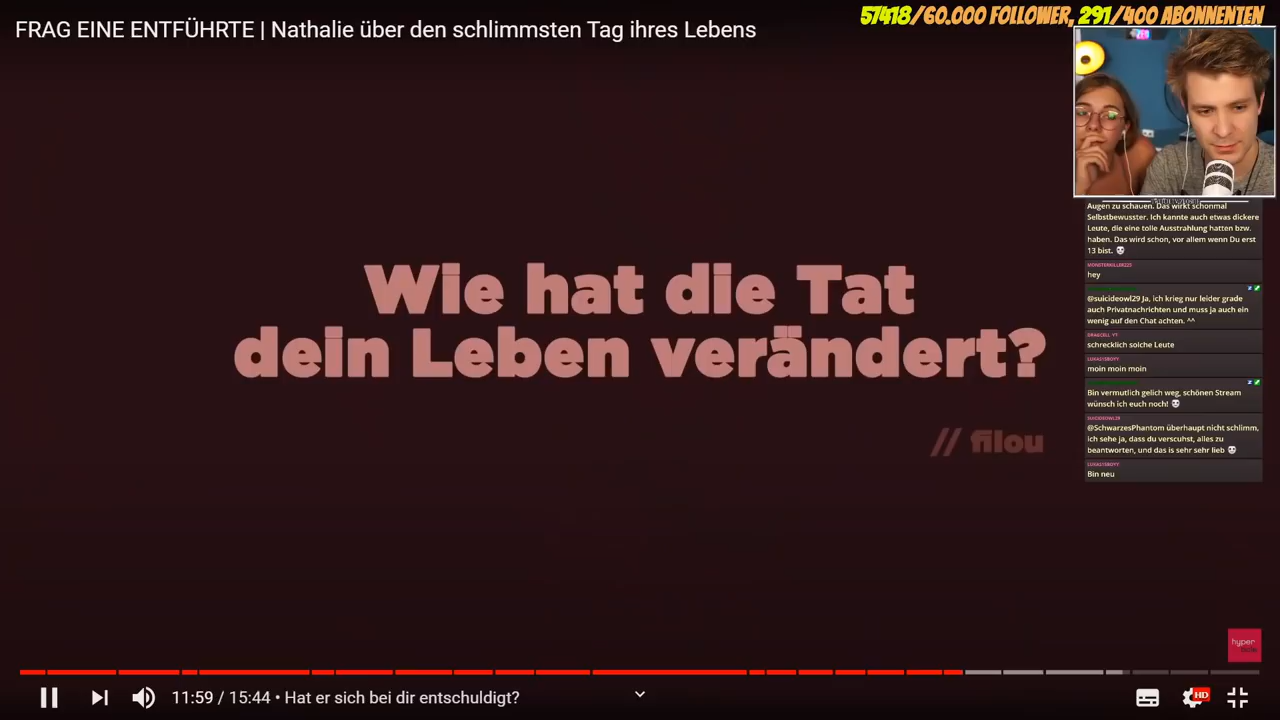 57418/60.000 FOLLOWER, 291/400 ABONNENTEN
FRAG EINE ENTFÜHRTE | Nathalie über den schlimmsten Tag ihres Lebens
Augen zu schauen. Das wirkt schonmal
Selbstbewusster. Ich kannte auch etwas dickere
Leute, die eine tolle Ausstrahlung hatten bzw.
haben. Das wird schon, vor allem wenn Du erst
13 bist.
hey
@suicideowl29 Ja, ich krieg nur leider grade
auch Privatnachrichten und muss ja auch ein
wenig auf den Chat achten. ^^
DRAGCELL_YT
schrecklich solche Leute
moin moin moin
Bin vermutlich gelich weg, schönen Stream
wünsch ich euch noch!
SUICIDEOWL29
@SchwarzesPhantom überhaupt nicht schlimm,
ich sehe ja, dass du verscuhst, alles zu
beantworten, und das is sehr sehr lieb
Bin neu
Wie hat die Tat
dein Leben verändert?
// filou
hyper
bole
11:59 / 15:44 • Hat er sich bei dir entschuldigt?
HD